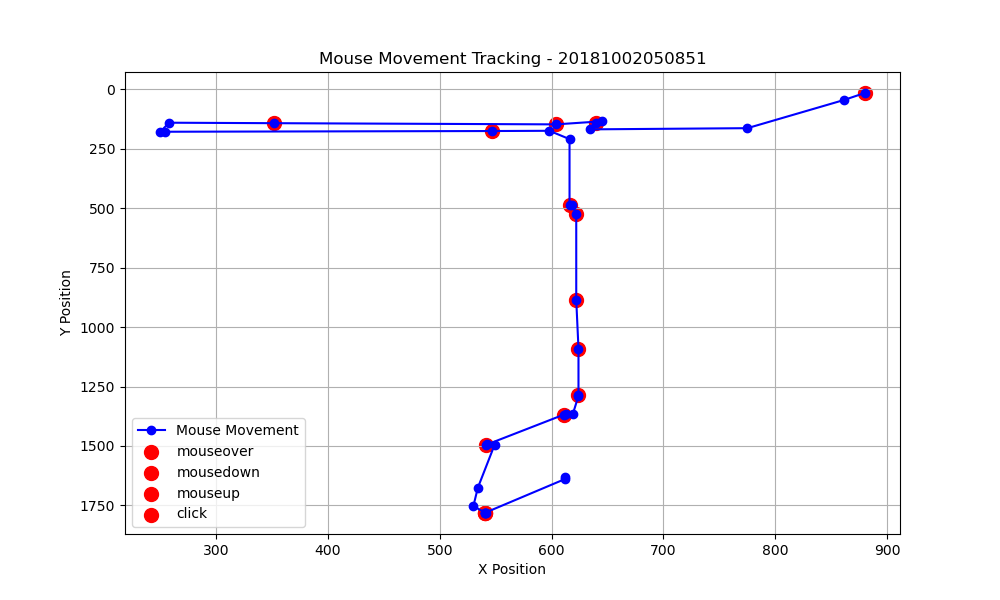 Mouse Movement Tracking - 20181002050851
0
250
500
750
1000
1250
1500
1750
Y Position
Mouse Movement
mouseover
mousedown
mouseup
click
300
400
500
600
700
800
900
X Position